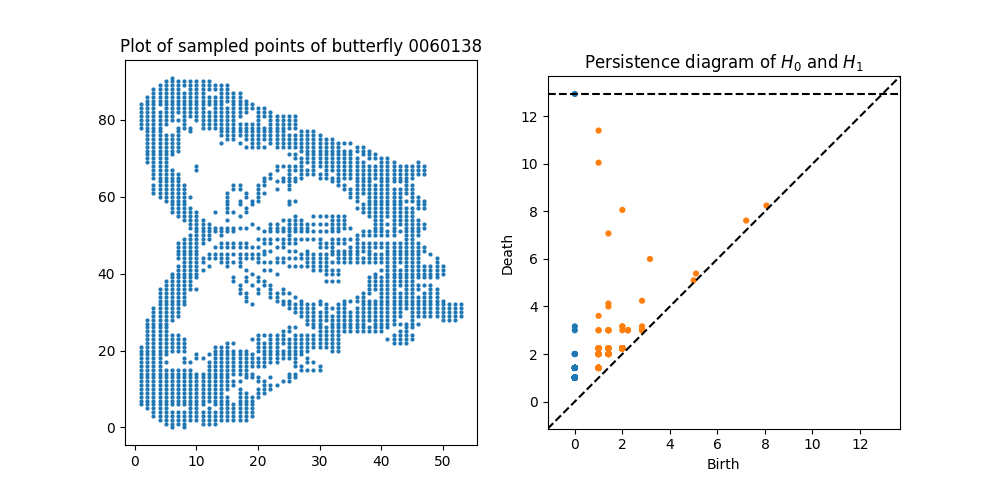 Plot of sampled points of butterfly 0060138
80
60
40
20
0
0 10 20 30 40 50
Persistence diagram of H₀ and H₁
Death
12
10
8
6
4
2
0
0 2 4 6 8 10 12
Birth